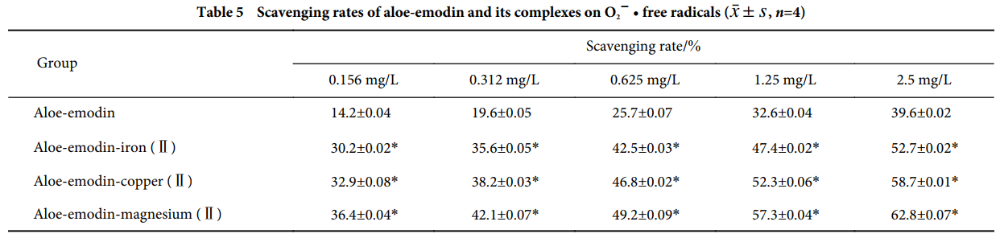 Table 5 Scavenging rates of aloe-emodin and its complexes on O₂⁻ • free radicals (x̄ ± s, n=4)
Group Scavenging rate/%
0.156 mg/L 0.312 mg/L 0.625 mg/L 1.25 mg/L 2.5 mg/L
Aloe-emodin 14.2±0.04 19.6±0.05 25.7±0.07 32.6±0.04 39.6±0.02
Aloe-emodin-iron (Ⅱ) 30.2±0.02* 35.6±0.05* 42.5±0.03* 47.4±0.02* 52.7±0.02*
Aloe-emodin-copper (Ⅱ) 32.9±0.08* 38.2±0.03* 46.8±0.02* 52.3±0.06* 58.7±0.01*
Aloe-emodin-magnesium (Ⅱ) 36.4±0.04* 42.1±0.07* 49.2±0.09* 57.3±0.04* 62.8±0.07*